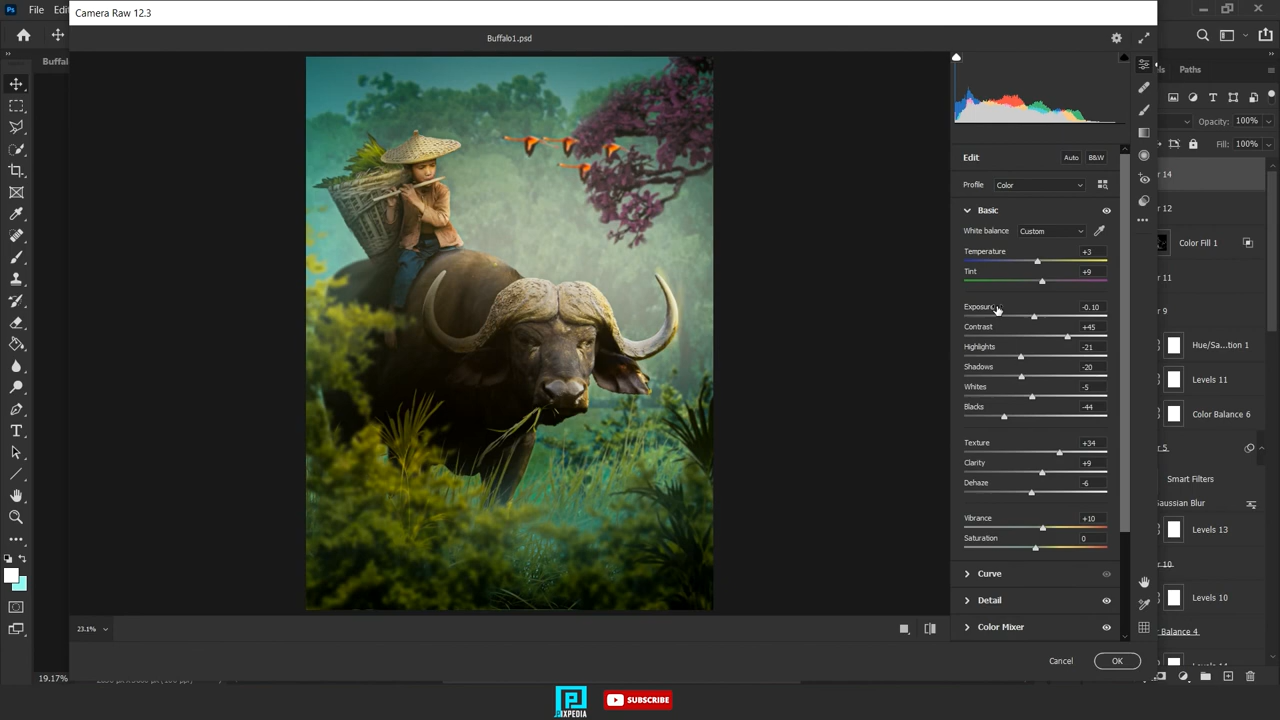 Camera Raw 12.3
Ps File Edi
Buffalo1.psd
Buffal
els Paths
Opacity: 100%
Fill: 100%
Edit Auto B&W
Profile Color
Basic
White balance Custom
Temperature +3
Tint +9
Exposure -0.10
Contrast +45
Highlights -21
Shadows -20
Whites -5
Blacks -44
Texture +34
Clarity +9
Dehaze -6
Vibrance +10
Saturation 0
Curve
Detail
Color Mixer
r 14
r 12
Color Fill 1
r 11
r 9
Hue/Sa...tion 1
Levels 11
Color Balance 6
r 5
Smart Filters
Gaussian Blur
Levels 13
r 10
Levels 10
r Balance 4
23.1%
Cancel OK
19.17%
PIXPEDIA
SUBSCRIBE